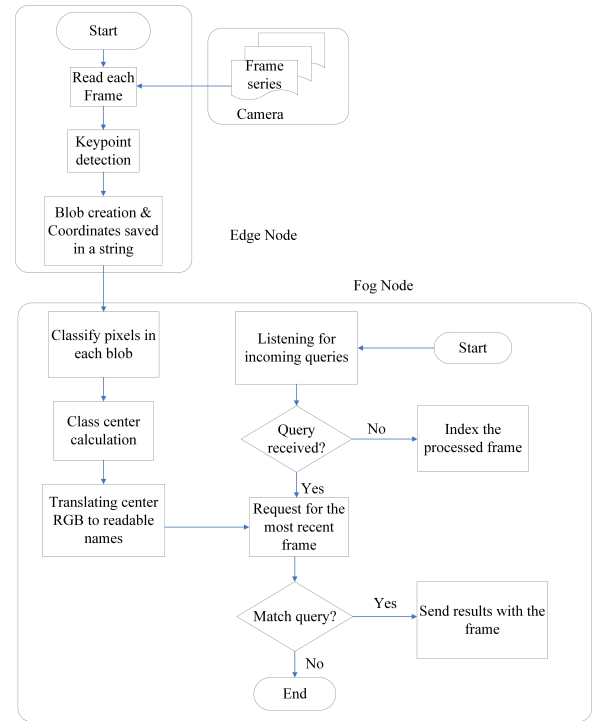 Start
Read each
Frame
Frame
series
Camera
Keypoint
detection
Blob creation &
Coordinates saved
in a string
Edge Node
Fog Node
Classify pixels in
each blob
Class center
calculation
Translating center
RGB to readable
names
Listening for
incoming queries
Start
Query
received?
No
Index the
processed frame
Yes
Request for the
most recent
frame
Match query?
Yes
Send results with the
frame
No
End